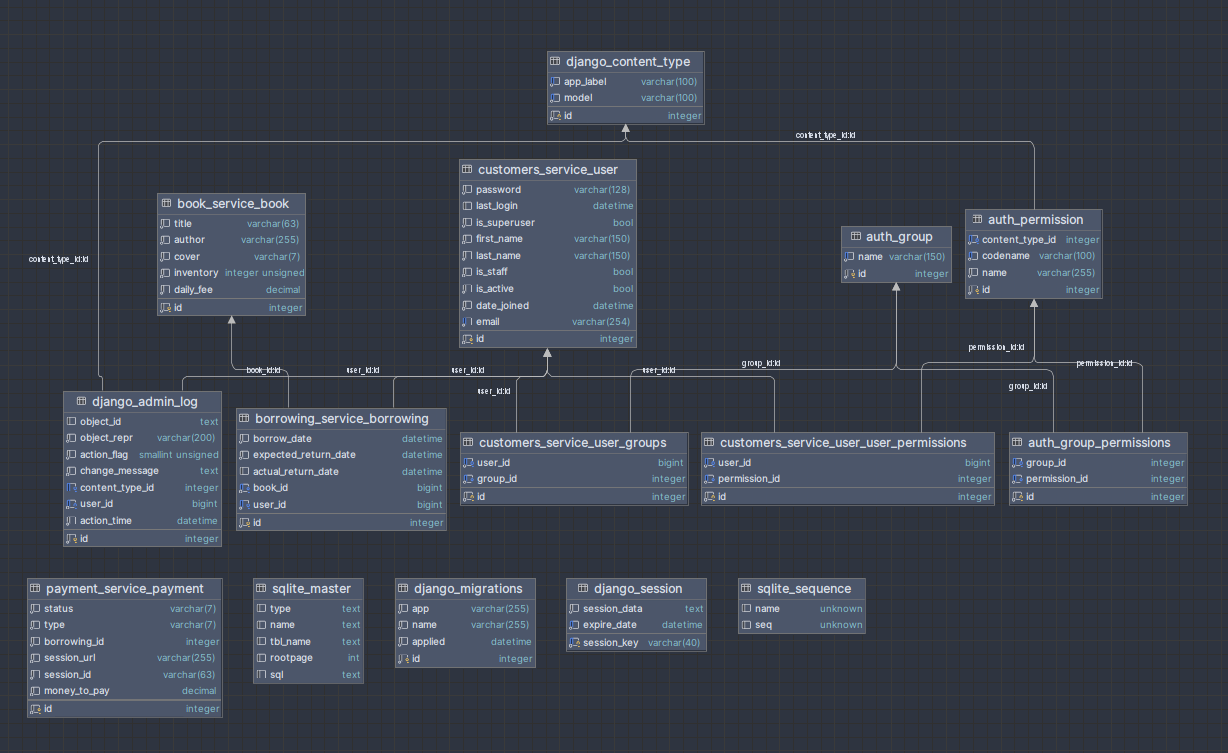 django_content_type
app_label varchar(100)
model varchar(100)
id integer
content_type_id:id
customers_service_user
password varchar(128)
last_login datetime
is_superuser bool
first_name varchar(150)
last_name varchar(150)
is_staff bool
is_active bool
date_joined datetime
email varchar(254)
id integer
book_service_book
title varchar(63)
author varchar(255)
cover varchar(7)
inventory integer unsigned
daily_fee decimal
id integer
auth_group
name varchar(150)
id integer
auth_permission
content_type_id integer
codename varchar(100)
name varchar(255)
id integer
content_type_id:id
permission_id:id
book_id:id
user_id:id
user_id:id
user_id:id
user_id:id
group_id:id
permission_id:id
group_id:id
django_admin_log
object_id text
object_repr varchar(200)
action_flag smallint unsigned
change_message text
content_type_id integer
user_id bigint
action_time datetime
id integer
borrowing_service_borrowing
borrow_date datetime
expected_return_date datetime
actual_return_date datetime
book_id bigint
user_id bigint
id integer
customers_service_user_groups
user_id bigint
group_id integer
id integer
customers_service_user_user_permissions
user_id bigint
permission_id integer
id integer
auth_group_permissions
group_id integer
permission_id integer
id integer
payment_service_payment
status varchar(7)
type varchar(7)
borrowing_id integer
session_url varchar(255)
session_id varchar(63)
money_to_pay decimal
id integer
sqlite_master
type text
name text
tbl_name text
rootpage int
sql text
django_migrations
app varchar(255)
name varchar(255)
applied datetime
id integer
django_session
session_data text
expire_date datetime
session_key varchar(40)
sqlite_sequence
name unknown
seq unknown